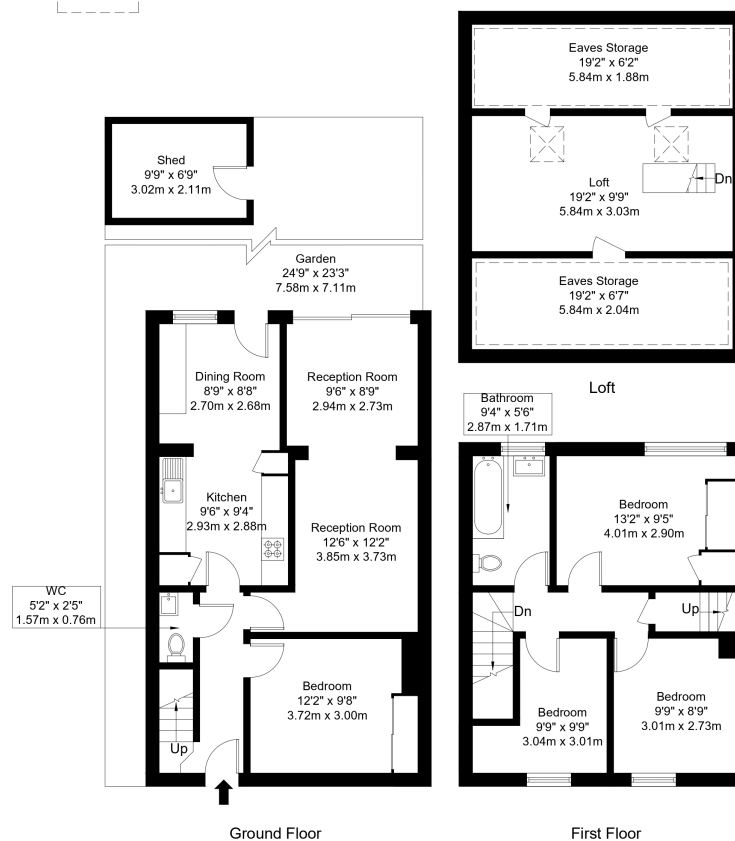 Eaves Storage
19'2" x 6'2"
5.84m x 1.88m
Loft
19'2" x 9'9"
5.84m x 3.03m
Dn
Eaves Storage
19'2" x 6'7"
5.84m x 2.04m
Loft
Shed
9'9" x 6'9"
3.02m x 2.11m
Garden
24'9" x 23'3"
7.58m x 7.11m
Dining Room
8'9" x 8'8"
2.70m x 2.68m
Reception Room
9'6" x 8'9"
2.94m x 2.73m
Kitchen
9'6" x 9'4"
2.93m x 2.88m
Reception Room
12'6" x 12'2"
3.85m x 3.73m
WC
5'2" x 2'5"
1.57m x 0.76m
Bedroom
12'2" x 9'8"
3.72m x 3.00m
Up
Ground Floor
Bathroom
9'4" x 5'6"
2.87m x 1.71m
Bedroom
13'2" x 9'5"
4.01m x 2.90m
Dn
Up
Bedroom
9'9" x 9'9"
3.04m x 3.01m
Bedroom
9'9" x 8'9"
3.01m x 2.73m
First Floor